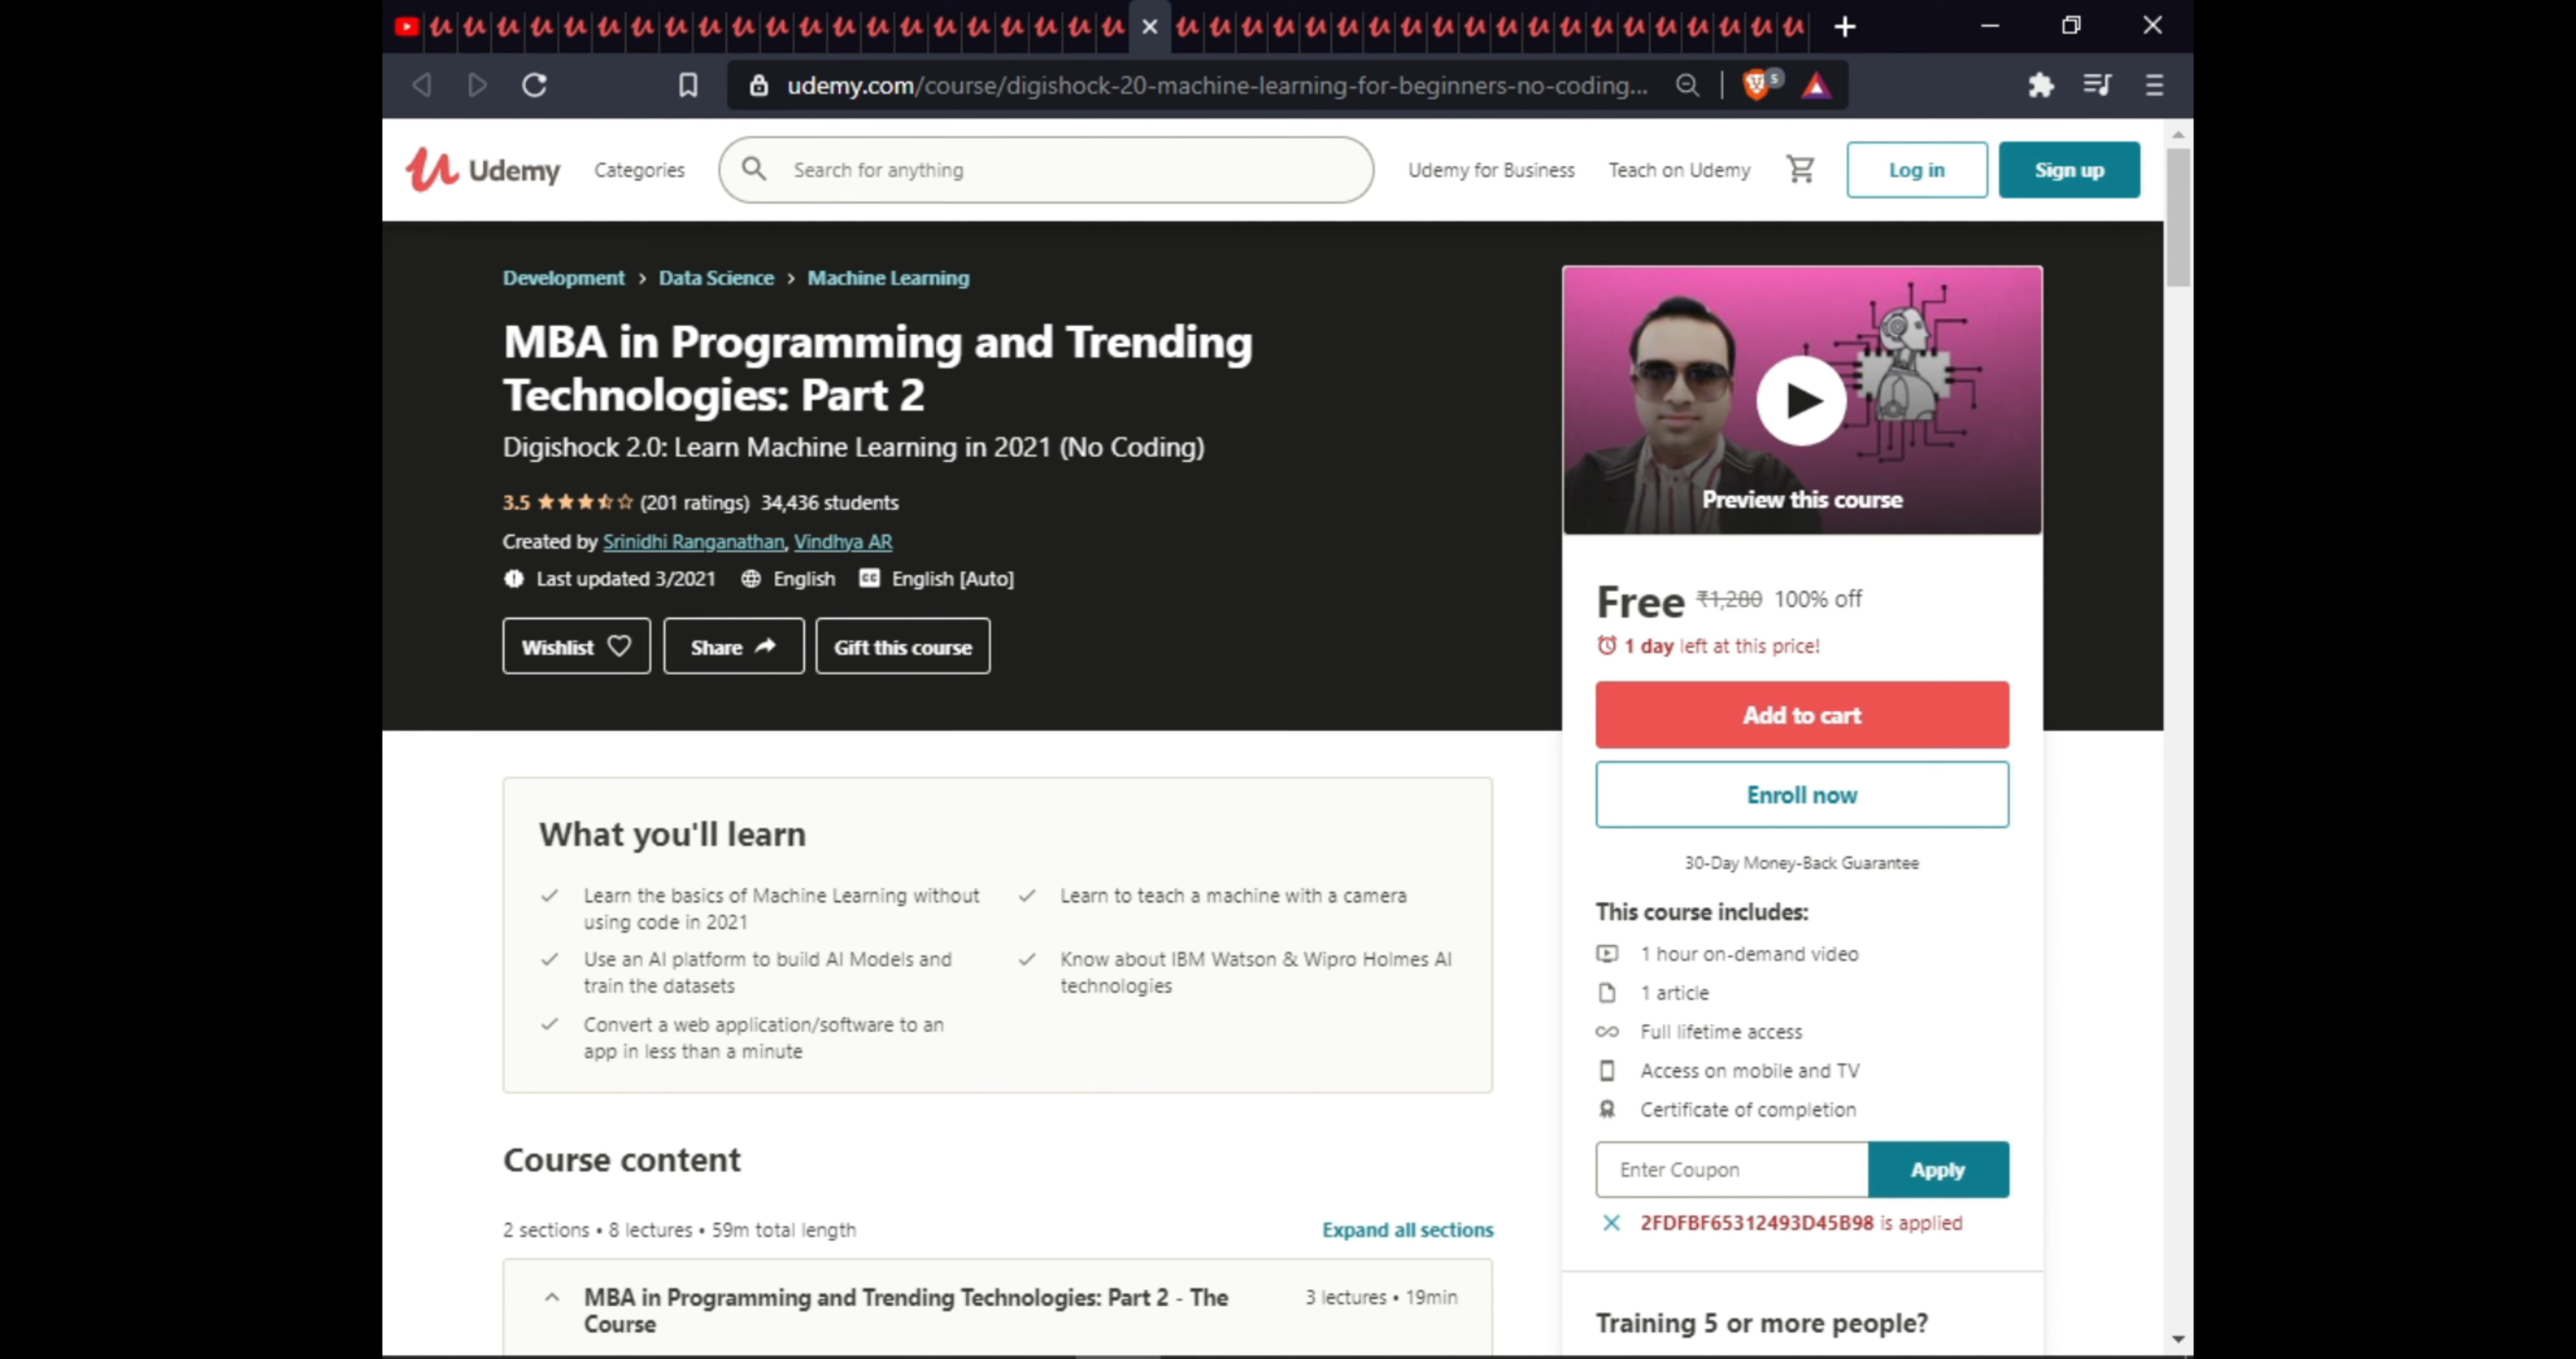 udemy.com/course/digishock-20-machine-learning-for-beginners-no-coding...
5
Udemy
Categories
Search for anything
Udemy for Business
Teach on Udemy
Log in
Sign up
Development > Data Science > Machine Learning
MBA in Programming and Trending
Technologies: Part 2
Digishock 2.0: Learn Machine Learning in 2021 (No Coding)
3.5 (201 ratings) 34,436 students
Created by Srinidhi Ranganathan, Vindhya AR
Last updated 3/2021 English CC English [Auto]
Wishlist
Share
Gift this course
Preview this course
Free ₹1,280 100% off
1 day left at this price!
Add to cart
Enroll now
30-Day Money-Back Guarantee
This course includes:
1 hour on-demand video
1 article
Full lifetime access
Access on mobile and TV
Certificate of completion
Enter Coupon
Apply
2FDFBF65312493D45B98 is applied
Training 5 or more people?
What you'll learn
Learn the basics of Machine Learning without
using code in 2021
Learn to teach a machine with a camera
Use an AI platform to build AI Models and
train the datasets
Know about IBM Watson & Wipro Holmes AI
technologies
Convert a web application/software to an
app in less than a minute
Course content
2 sections • 8 lectures • 59m total length
Expand all sections
MBA in Programming and Trending Technologies: Part 2 - The
Course
3 lectures • 19min